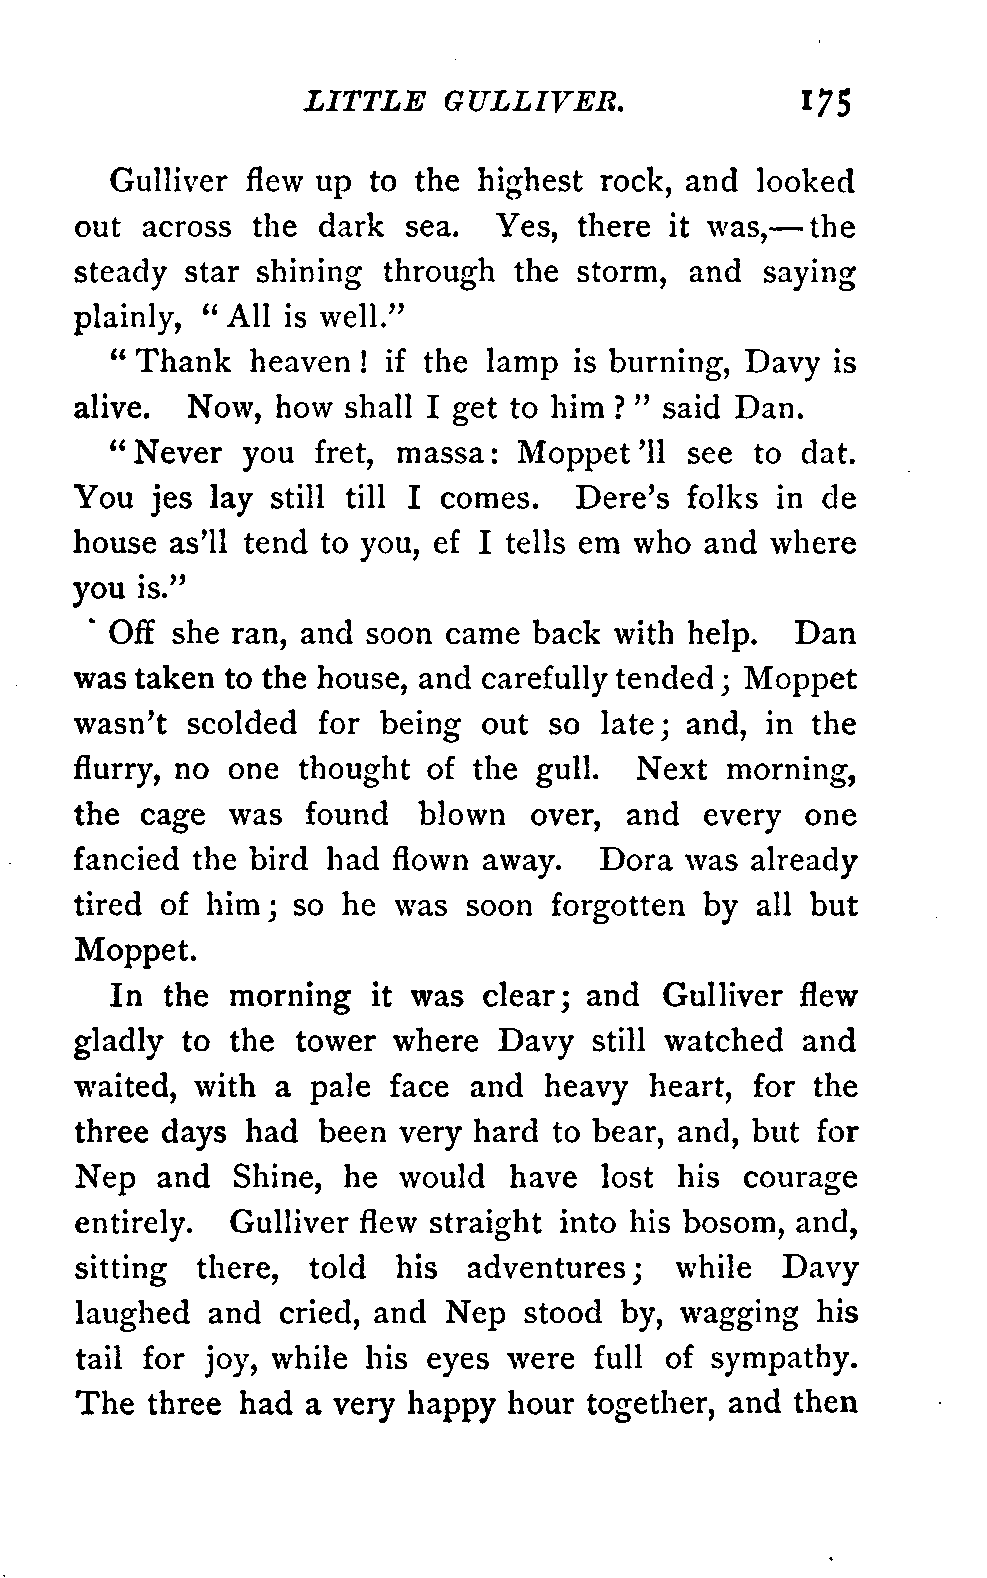 LITTLE GULLIVER. 175
Gulliver flew up to the highest rock, and looked
out across the dark sea. Yes, there it was,—the
steady star shining through the storm, and saying
plainly, “All is well.”
“Thank heaven! if the lamp is burning, Davy is
alive. Now, how shall I get to him?” said Dan.
“Never you fret, massa: Moppet’ll see to dat.
You jes lay still till I comes. Dere’s folks in de
house as’ll tend to you, ef I tells em who and where
you is.”
Off she ran, and soon came back with help. Dan
was taken to the house, and carefully tended; Moppet
wasn’t scolded for being out so late; and, in the
flurry, no one thought of the gull. Next morning,
the cage was found blown over, and every one
fancied the bird had flown away. Dora was already
tired of him; so he was soon forgotten by all but
Moppet.
In the morning it was clear; and Gulliver flew
gladly to the tower where Davy still watched and
waited, with a pale face and heavy heart, for the
three days had been very hard to bear, and, but for
Nep and Shine, he would have lost his courage
entirely. Gulliver flew straight into his bosom, and,
sitting there, told his adventures; while Davy
laughed and cried, and Nep stood by, wagging his
tail for joy, while his eyes were full of sympathy.
The three had a very happy hour together, and then